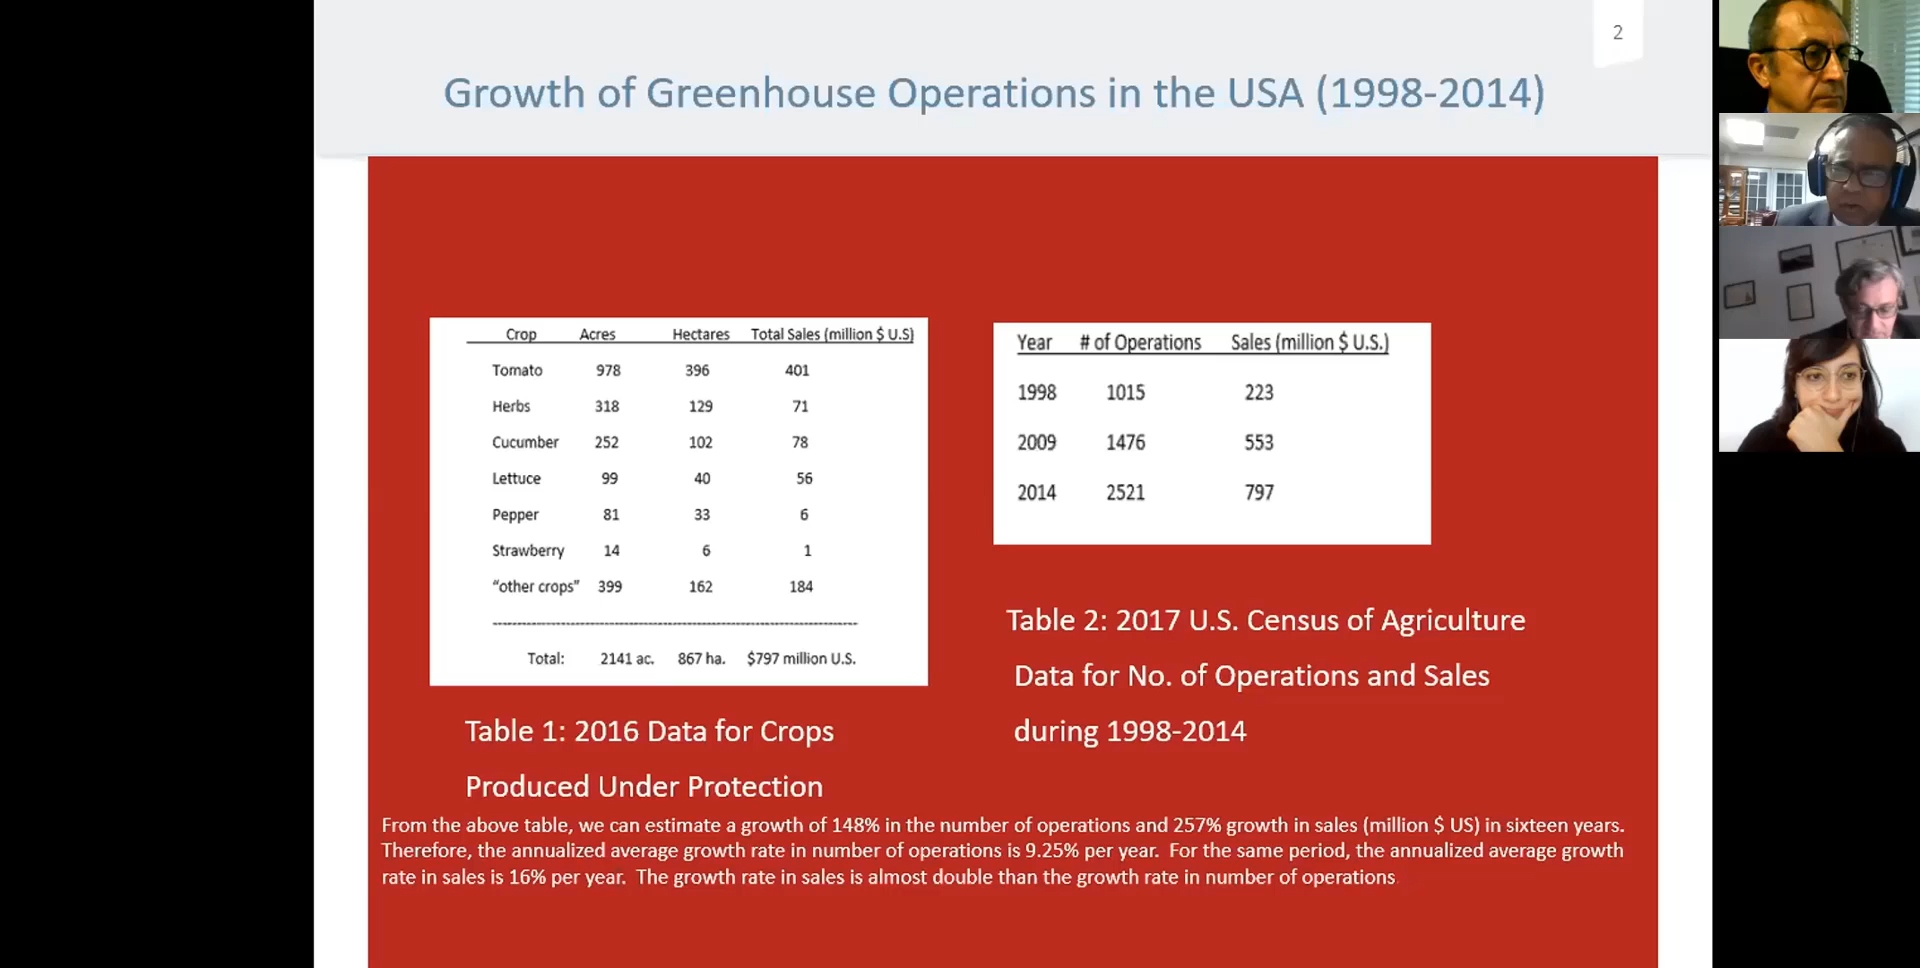 2
Growth of Greenhouse Operations in the USA (1998-2014)
Crop Acres Hectares Total Sales (million $ U.S)
Tomato 978 396 401
Herbs 318 129 71
Cucumber 252 102 78
Lettuce 99 40 56
Pepper 81 33 6
Strawberry 14 6 1
“other crops” 399 162 184
Total: 2141 ac. 867 ha. $797 million U.S.
Table 1: 2016 Data for Crops
Produced Under Protection
Year # of Operations Sales (million $ U.S.)
1998 1015 223
2009 1476 553
2014 2521 797
Table 2: 2017 U.S. Census of Agriculture
Data for No. of Operations and Sales
during 1998-2014
From the above table, we can estimate a growth of 148% in the number of operations and 257% growth in sales (million $ US) in sixteen years.
Therefore, the annualized average growth rate in number of operations is 9.25% per year. For the same period, the annualized average growth
rate in sales is 16% per year. The growth rate in sales is almost double than the growth rate in number of operations